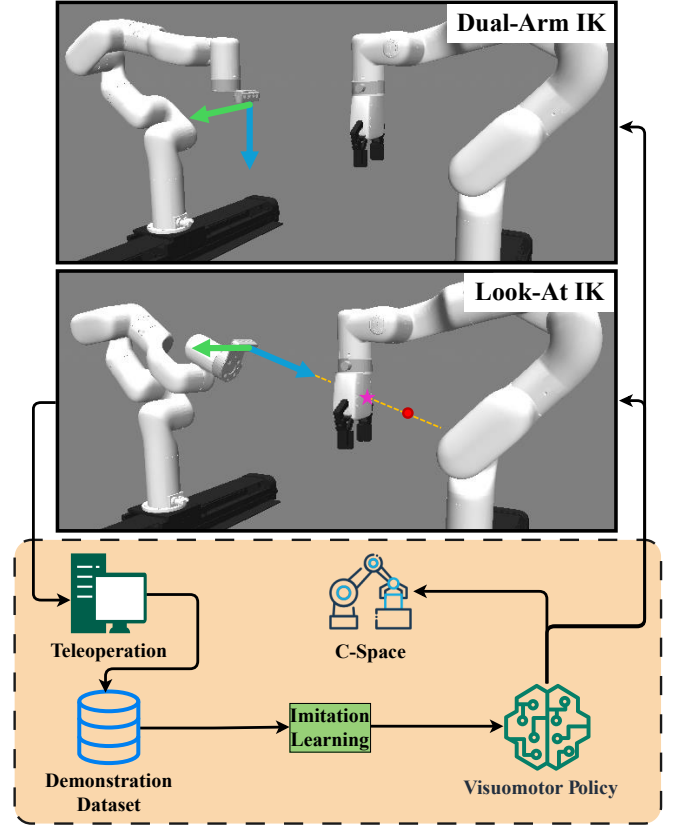 Dual-Arm IK
Look-At IK
Teleoperation
C-Space
Imitation
Learning
Demonstration
Dataset
Visuomotor Policy